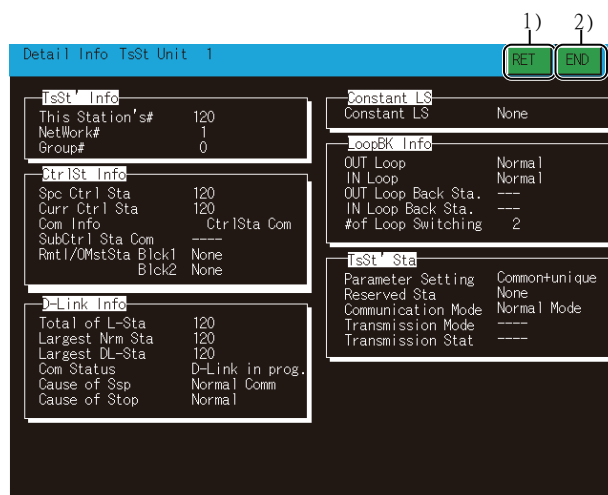 1) 2)
Detail Info TsSt Unit 1 RET END
TsSt' Info
This Station's# 120
NetWork# 1
Group# 0
CtrlSt Info
Spc Ctrl Sta 120
Curr Ctrl Sta 120
Com Info CtrlSta Com
SubCtrl Sta Com ----
Rmtl/OMstSta Blck1 None
Blck2 None
D-Link Info
Total of L-Sta 120
Largest Nrm Sta 120
Largest DL-Sta 120
Com Status D-Link in prog.
Cause of Ssp Normal Comm
Cause of Stop Normal
Constant LS
Constant LS None
LoopBK Info
OUT Loop Normal
IN Loop Normal
OUT Loop Back Sta. ---
IN Loop Back Sta. ---
#of Loop Switching 2
TsSt' Sta
Parameter Setting Common+unique
Reserved Sta None
Communication Mode Normal Mode
Transmission Mode ----
Transmission Stat ----